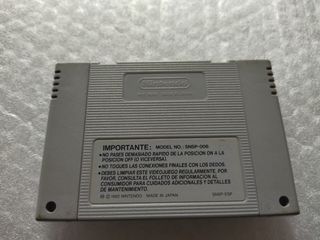 Nintendo
IMPORTANTE: MODEL NO.: SNSP-006
• NO PASES DEMASIADO RAPIDO DE LA POSICION ON A LA
POSICION OFF (O VICEVERSA)
• NO TOQUES LAS CONEXIONES FINALES CON LOS DEDOS.
• DEBES LIMPIAR ESTE VIDEOJUEGO REGULARMENTE. POR
FAVOR, CONSULTA EL FOLLETO DE INFORMACION AL
CONSUMIDOR PARA CUIDADOS ADICIONALES Y DETALLES
DE MANTENIMIENTO.
© 1992 NINTENDO MADE IN JAPAN SNSP-ESP